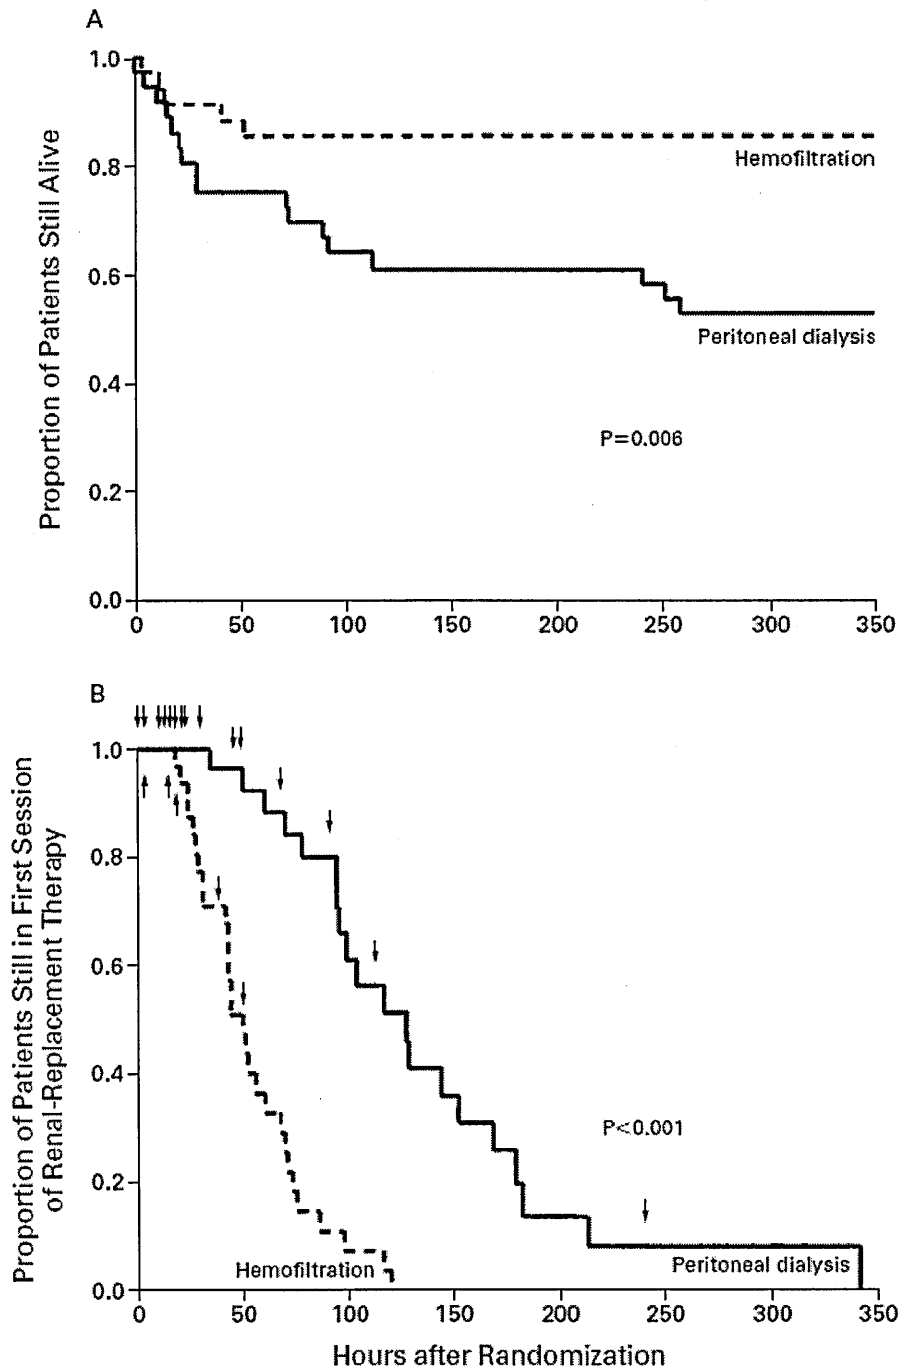 A
Proportion of Patients Still Alive
1.0
0.8
0.6
0.4
0.2
0.0
Hemofiltration
Peritoneal dialysis
P=0.006
0 50 100 150 200 250 300 350
B
Proportion of Patients Still in First Session
of Renal-Replacement Therapy
1.0
0.8
0.6
0.4
0.2
0.0
P<0.001
Hemofiltration
Peritoneal dialysis
0 50 100 150 200 250 300 350
Hours after Randomization